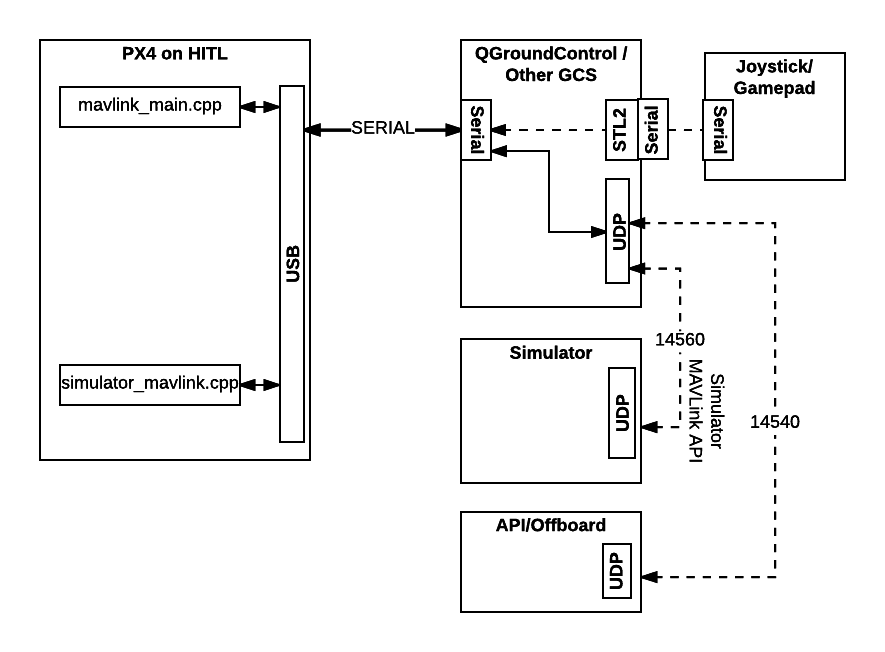 PX4 on HITL
mavlink_main.cpp
simulator_mavlink.cpp
USB
SERIAL
QGroundControl /
Other GCS
Serial
STL2
Serial
UDP
Joystick/
Gamepad
Serial
14560
Simulator
MAVLink API
14540
Simulator
UDP
API/Offboard
UDP